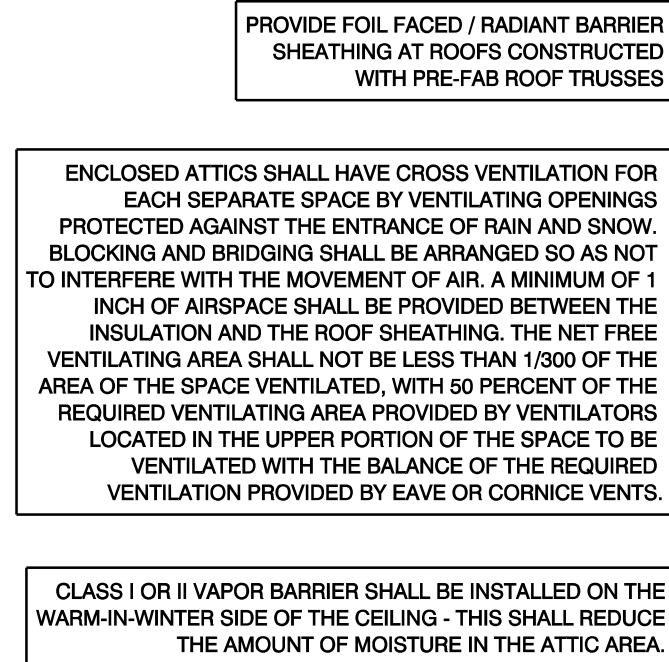 PROVIDE FOIL FACED / RADIANT BARRIER
SHEATHING AT ROOFS CONSTRUCTED
WITH PRE-FAB ROOF TRUSSES
ENCLOSED ATTICS SHALL HAVE CROSS VENTILATION FOR
EACH SEPARATE SPACE BY VENTILATING OPENINGS
PROTECTED AGAINST THE ENTRANCE OF RAIN AND SNOW.
BLOCKING AND BRIDGING SHALL BE ARRANGED SO AS NOT
TO INTERFERE WITH THE MOVEMENT OF AIR. A MINIMUM OF 1
INCH OF AIRSPACE SHALL BE PROVIDED BETWEEN THE
INSULATION AND THE ROOF SHEATHING. THE NET FREE
VENTILATING AREA SHALL NOT BE LESS THAN 1/300 OF THE
AREA OF THE SPACE VENTILATED, WITH 50 PERCENT OF THE
REQUIRED VENTILATING AREA PROVIDED BY VENTILATORS
LOCATED IN THE UPPER PORTION OF THE SPACE TO BE
VENTILATED WITH THE BALANCE OF THE REQUIRED
VENTILATION PROVIDED BY EAVE OR CORNICE VENTS.
CLASS I OR II VAPOR BARRIER SHALL BE INSTALLED ON THE
WARM-IN-WINTER SIDE OF THE CEILING - THIS SHALL REDUCE
THE AMOUNT OF MOISTURE IN THE ATTIC AREA.